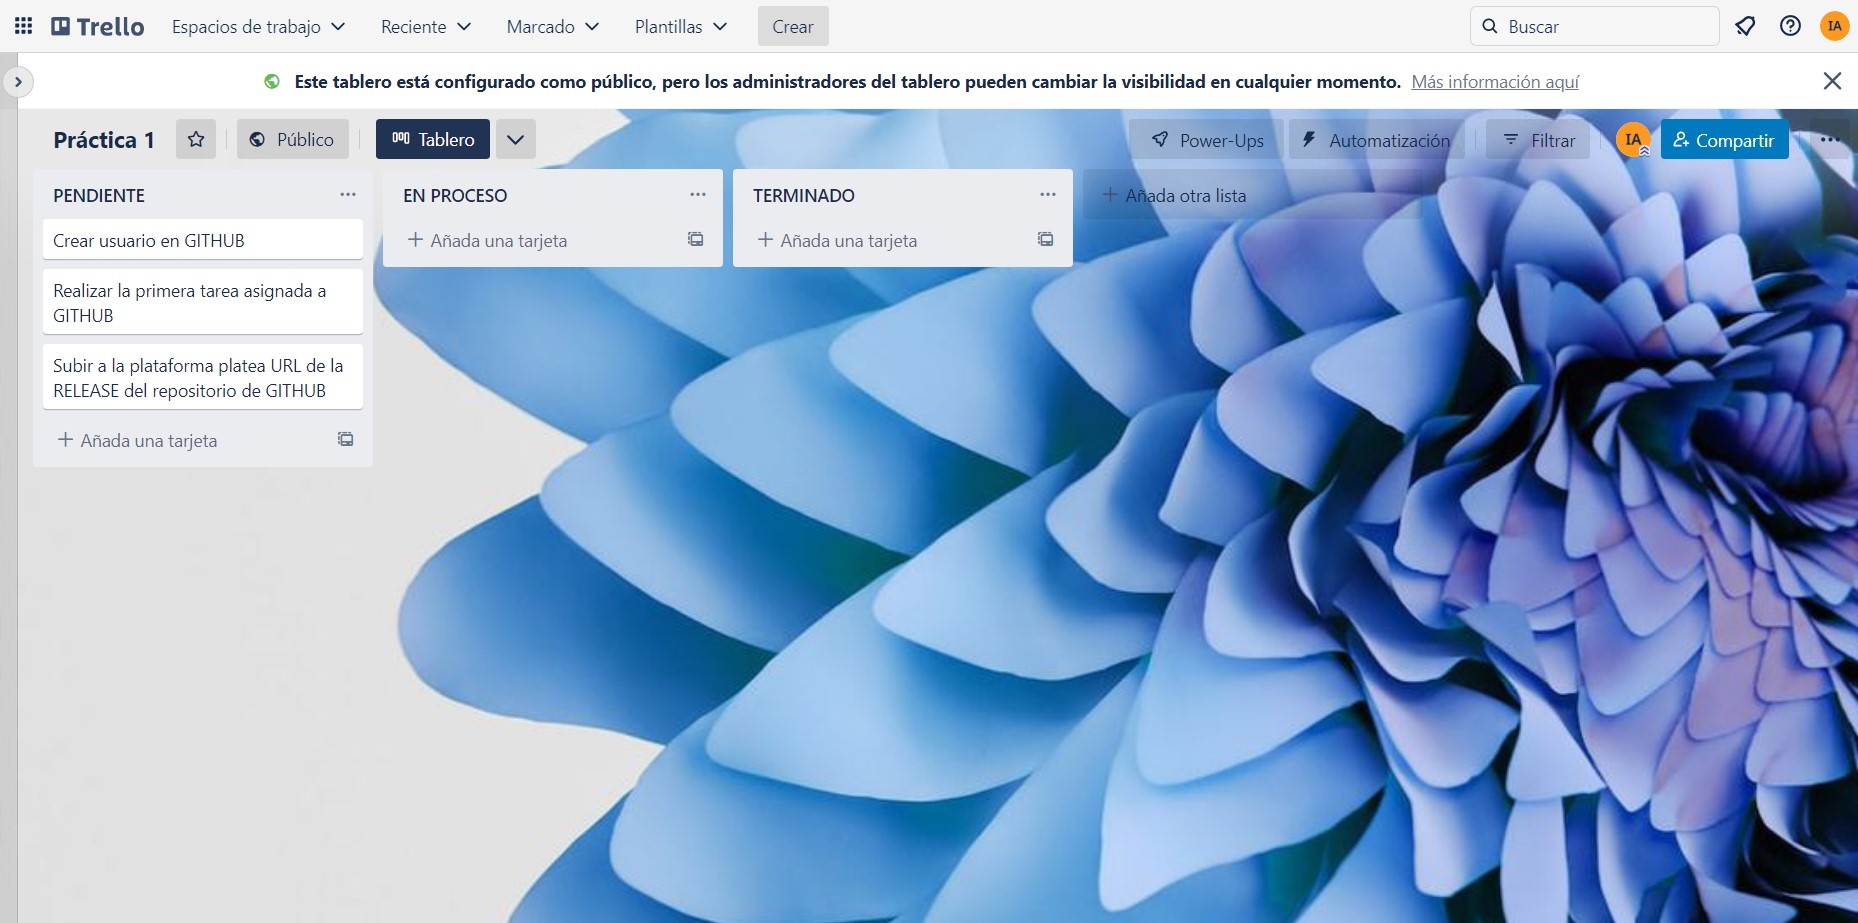 Trello Espacios de trabajo Reciente Marcado Plantillas Crear Buscar IA
Este tablero está configurado como público, pero los administradores del tablero pueden cambiar la visibilidad en cualquier momento. Más información aquí
Práctica 1 Público Tablero Power-Ups Automatización Filtrar IA Compartir
PENDIENTE
Crear usuario en GITHUB
Realizar la primera tarea asignada a
GITHUB
Subir a la plataforma platea URL de la
RELEASE del repositorio de GITHUB
+ Añada una tarjeta
EN PROCESO
+ Añada una tarjeta
TERMINADO
+ Añada una tarjeta
+ Añada otra lista